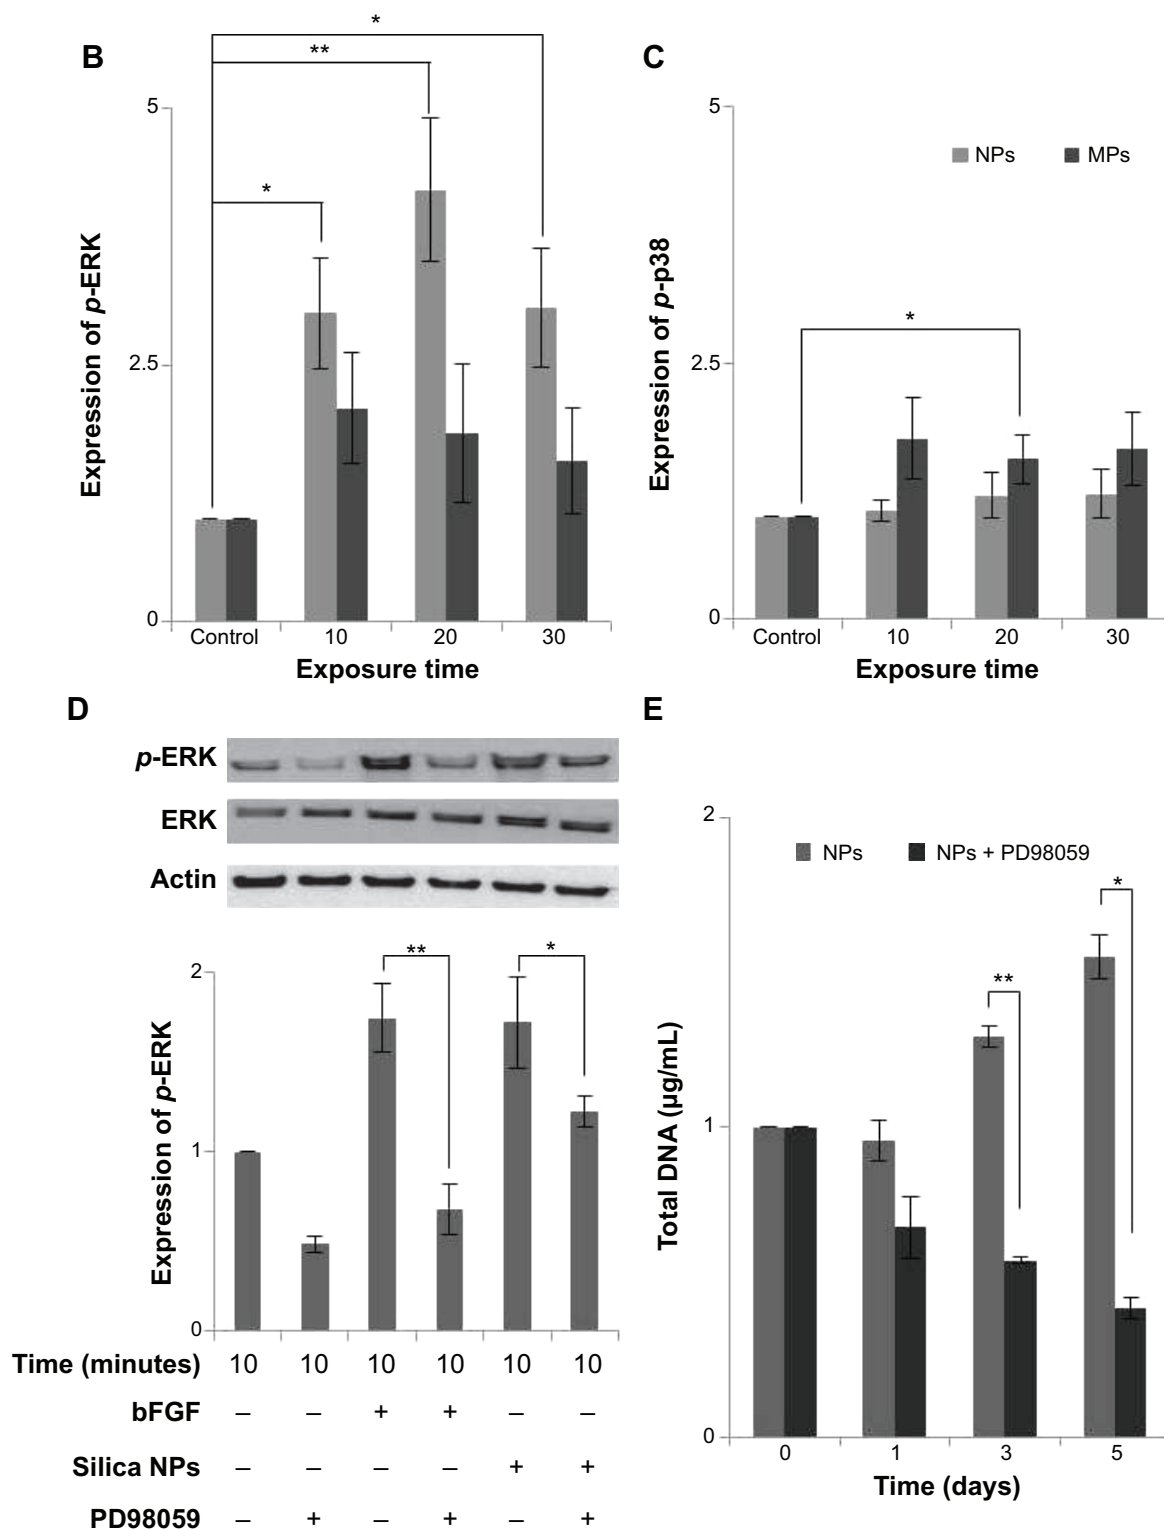 B
*
**
*
5
2.5
0
Expression of p-ERK
Control 10 20 30
Exposure time
C
NPs MPs
*
5
2.5
0
Expression of p-p38
Control 10 20 30
Exposure time
D
p-ERK
ERK
Actin
** *
2
1
0
Expression of p-ERK
Time (minutes) 10 10 10 10 10 10
bFGF – – + + – –
Silica NPs – – – – + +
PD98059 – + – + – +
E
NPs NPs + PD98059
*
**
2
1
0
Total DNA (µg/mL)
0 1 3 5
Time (days)